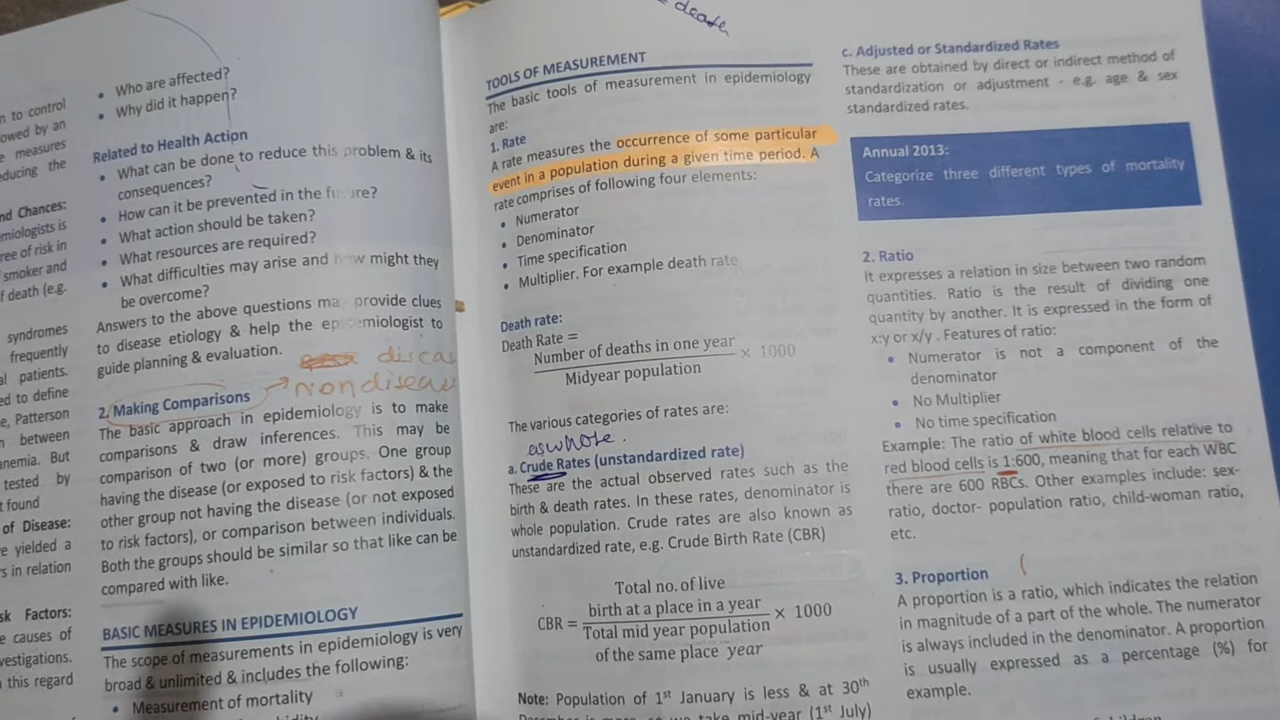 n to control
owed by an
e measures
educing the
nd Chances:
emiologists is
ree of risk in
smoker and
f death (e.g.
syndromes
frequently
al patients.
ed to define
e, Patterson
n between
anemia. But
tested by
t found
of Disease:
e yielded a
rs in relation
sk Factors:
e causes of
vestigations.
n this regard
• Who are affected?
• Why did it happen?
Related to Health Action
• What can be done to reduce this problem & its
consequences?
• How can it be prevented in the future?
• What action should be taken?
• What resources are required?
• What difficulties may arise and how might they
be overcome?
Answers to the above questions may provide clues
to disease etiology & help the epidemiologist to
guide planning & evaluation.
diseas
Nondiseas
2. Making Comparisons
The basic approach in epidemiology is to make
comparisons & draw inferences. This may be
comparison of two (or more) groups. One group
having the disease (or exposed to risk factors) & the
other group not having the disease (or not exposed
to risk factors), or comparison between individuals.
Both the groups should be similar so that like can be
compared with like.
BASIC MEASURES IN EPIDEMIOLOGY
The scope of measurements in epidemiology is very
broad & unlimited & includes the following:
• Measurement of mortality
= death
TOOLS OF MEASUREMENT
The basic tools of measurement in epidemiology
are:
1. Rate
A rate measures the occurrence of some particular
event in a population during a given time period. A
rate comprises of following four elements:
• Numerator
• Denominator
• Time specification
• Multiplier. For example death rate
Death rate:
Death Rate =
Number of deaths in one year
× 1000
Midyear population
The various categories of rates are:
aswhole.
a. Crude Rates (unstandardized rate)
These are the actual observed rates such as the
birth & death rates. In these rates, denominator is
whole population. Crude rates are also known as
unstandardized rate, e.g. Crude Birth Rate (CBR)
Total no. of live
birth at a place in a year
CBR = × 1000
Total mid year population
of the same place year
Note: Population of 1st January is less & at 30th
December is more, so we take mid-year (1st July)
c. Adjusted or Standardized Rates
These are obtained by direct or indirect method of
standardization or adjustment - e.g. age & sex
standardized rates.
Annual 2013:
Categorize three different types of mortality
rates.
2. Ratio
It expresses a relation in size between two random
quantities. Ratio is the result of dividing one
quantity by another. It is expressed in the form of
x:y or x/y . Features of ratio:
• Numerator is not a component of the
denominator
• No Multiplier
• No time specification
Example: The ratio of white blood cells relative to
red blood cells is 1:600, meaning that for each WBC
there are 600 RBCs. Other examples include: sex-
ratio, doctor- population ratio, child-woman ratio,
etc.
3. Proportion
A proportion is a ratio, which indicates the relation
in magnitude of a part of the whole. The numerator
is always included in the denominator. A proportion
is usually expressed as a percentage (%) for
example.